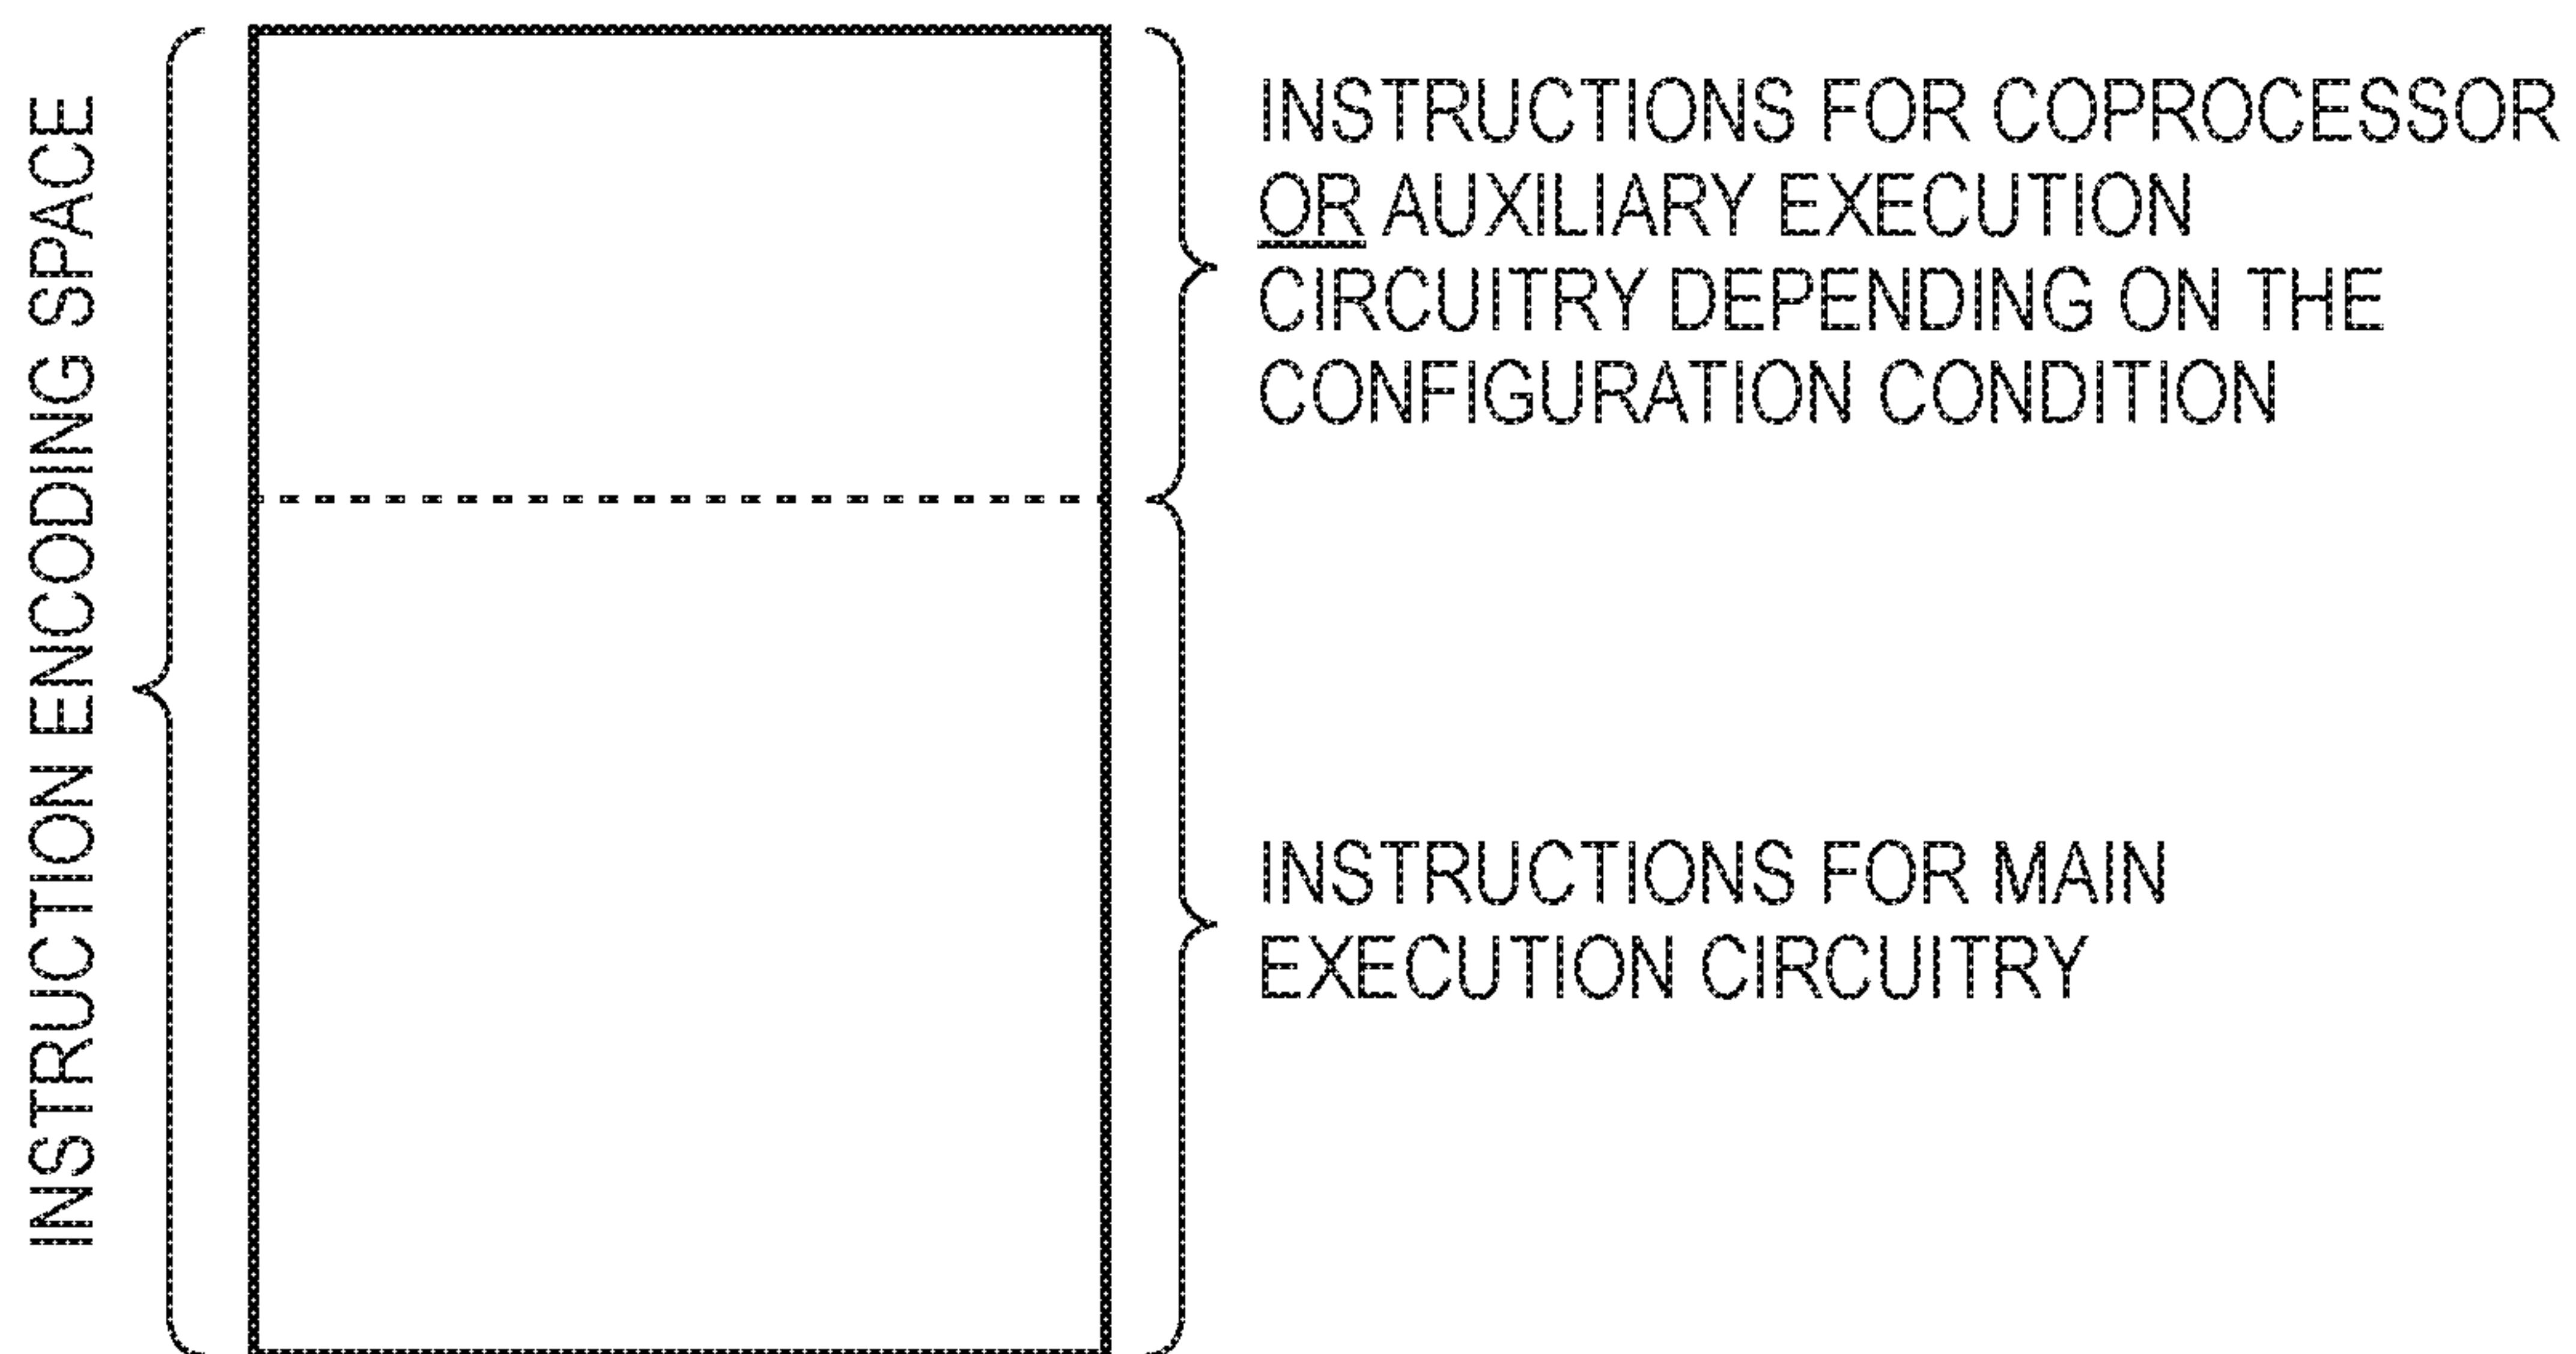 INSTRUCTION ENCODING SPACE
INSTRUCTIONS FOR COPROCESSOR
OR AUXILIARY EXECUTION
CIRCUITRY DEPENDING ON THE
CONFIGURATION CONDITION
INSTRUCTIONS FOR MAIN
EXECUTION CIRCUITRY